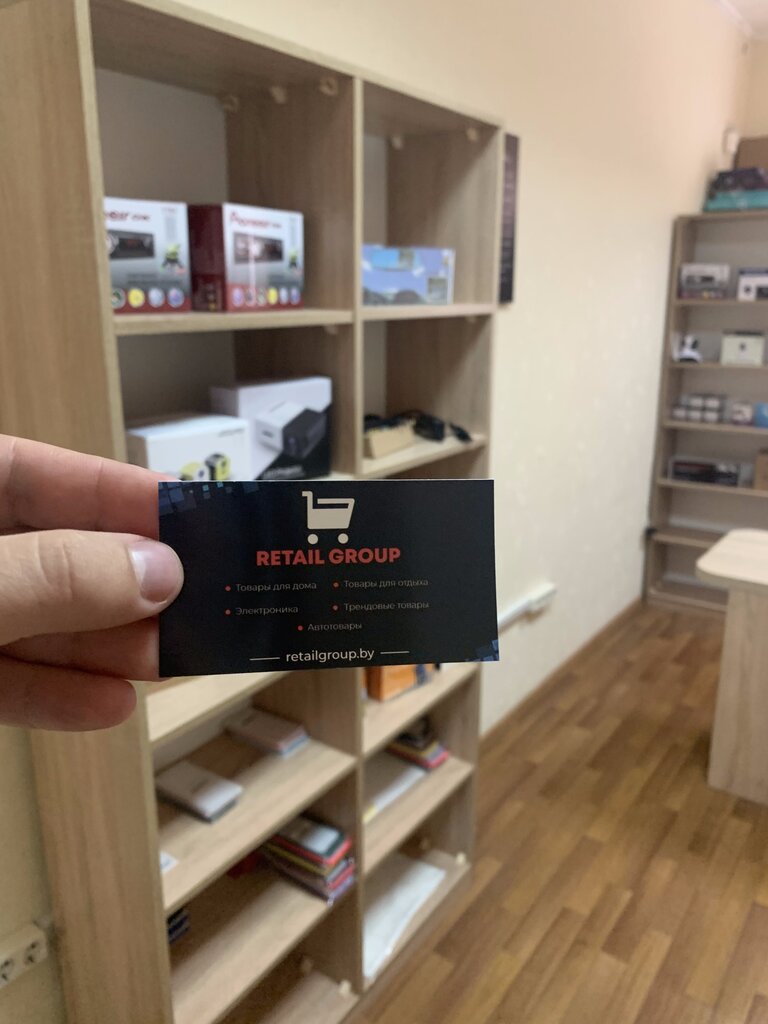 RETAIL GROUP
Товары для дома
Товары для отдыха
Электроника
Трендовые товары
Автотовары
retailgroup.by